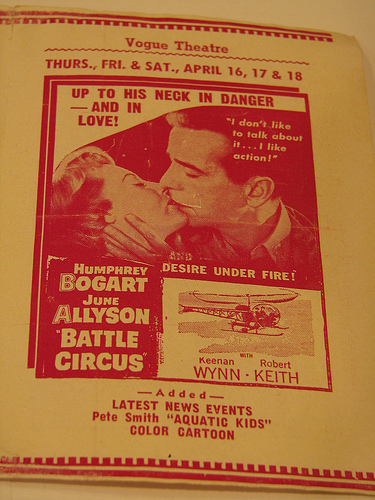 Vogue Theatre
THURS., FRI. & SAT., APRIL 16, 17 & 18
UP TO HIS NECK IN DANGER
— AND IN
LOVE!
"I don't like
to talk about
it... I like
action!"
AND
DESIRE UNDER FIRE!
HUMPHREY
BOGART
JUNE
ALLYSON
"BATTLE
CIRCUS"
WITH
Keenan Robert
WYNN · KEITH
— Added —
LATEST NEWS EVENTS
Pete Smith "AQUATIC KIDS"
COLOR CARTOON